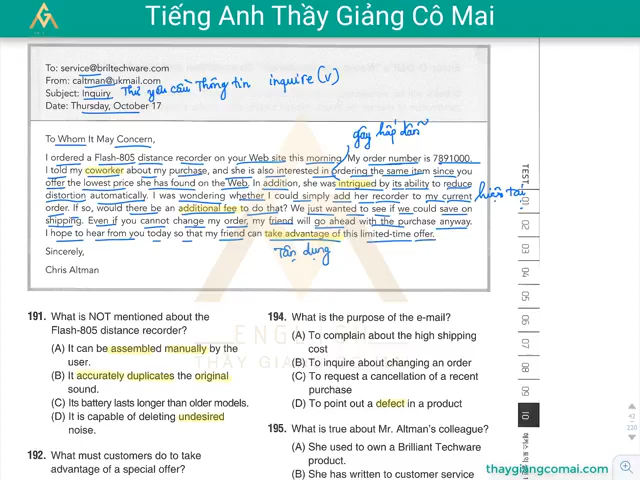 Tiếng Anh Thầy Giảng Cô Mai
To: service@briltechware.com
From: caltman@ukmail.com
Subject: Inquiry Thư yêu cầu thông tin inquire (v)
Date: Thursday, October 17
To Whom It May Concern,
gây hấp dẫn
I ordered a Flash-805 distance recorder on your Web site this morning. My order number is 7891000.
I told my coworker about my purchase, and she is also interested in ordering the same item since you
offer the lowest price she has found on the Web. In addition, she was intrigued by its ability to reduce
distortion automatically. I was wondering whether I could simply add her recorder to my current hiện tại
order. If so, would there be an additional fee to do that? We just wanted to see if we could save on
shipping. Even if you cannot change my order, my friend will go ahead with the purchase anyway.
I hope to hear from you today so that my friend can take advantage of this limited-time offer.
tận dụng
Sincerely,
Chris Altman
191. What is NOT mentioned about the
Flash-805 distance recorder?
(A) It can be assembled manually by the
user.
(B) It accurately duplicates the original
sound.
(C) Its battery lasts longer than older models.
(D) It is capable of deleting undesired
noise.
192. What must customers do to take
advantage of a special offer?
194. What is the purpose of the e-mail?
(A) To complain about the high shipping
cost
(B) To inquire about changing an order
(C) To request a cancellation of a recent
purchase
(D) To point out a defect in a product
195. What is true about Mr. Altman's colleague?
(A) She used to own a Brilliant Techware
product.
(B) She has written to customer service
ENGLISH
THẦY GIẢNG CÔ MAI
TEST
01
02
03
04
05
06
07
08
09
10
42
220
thaygiangcomai.com